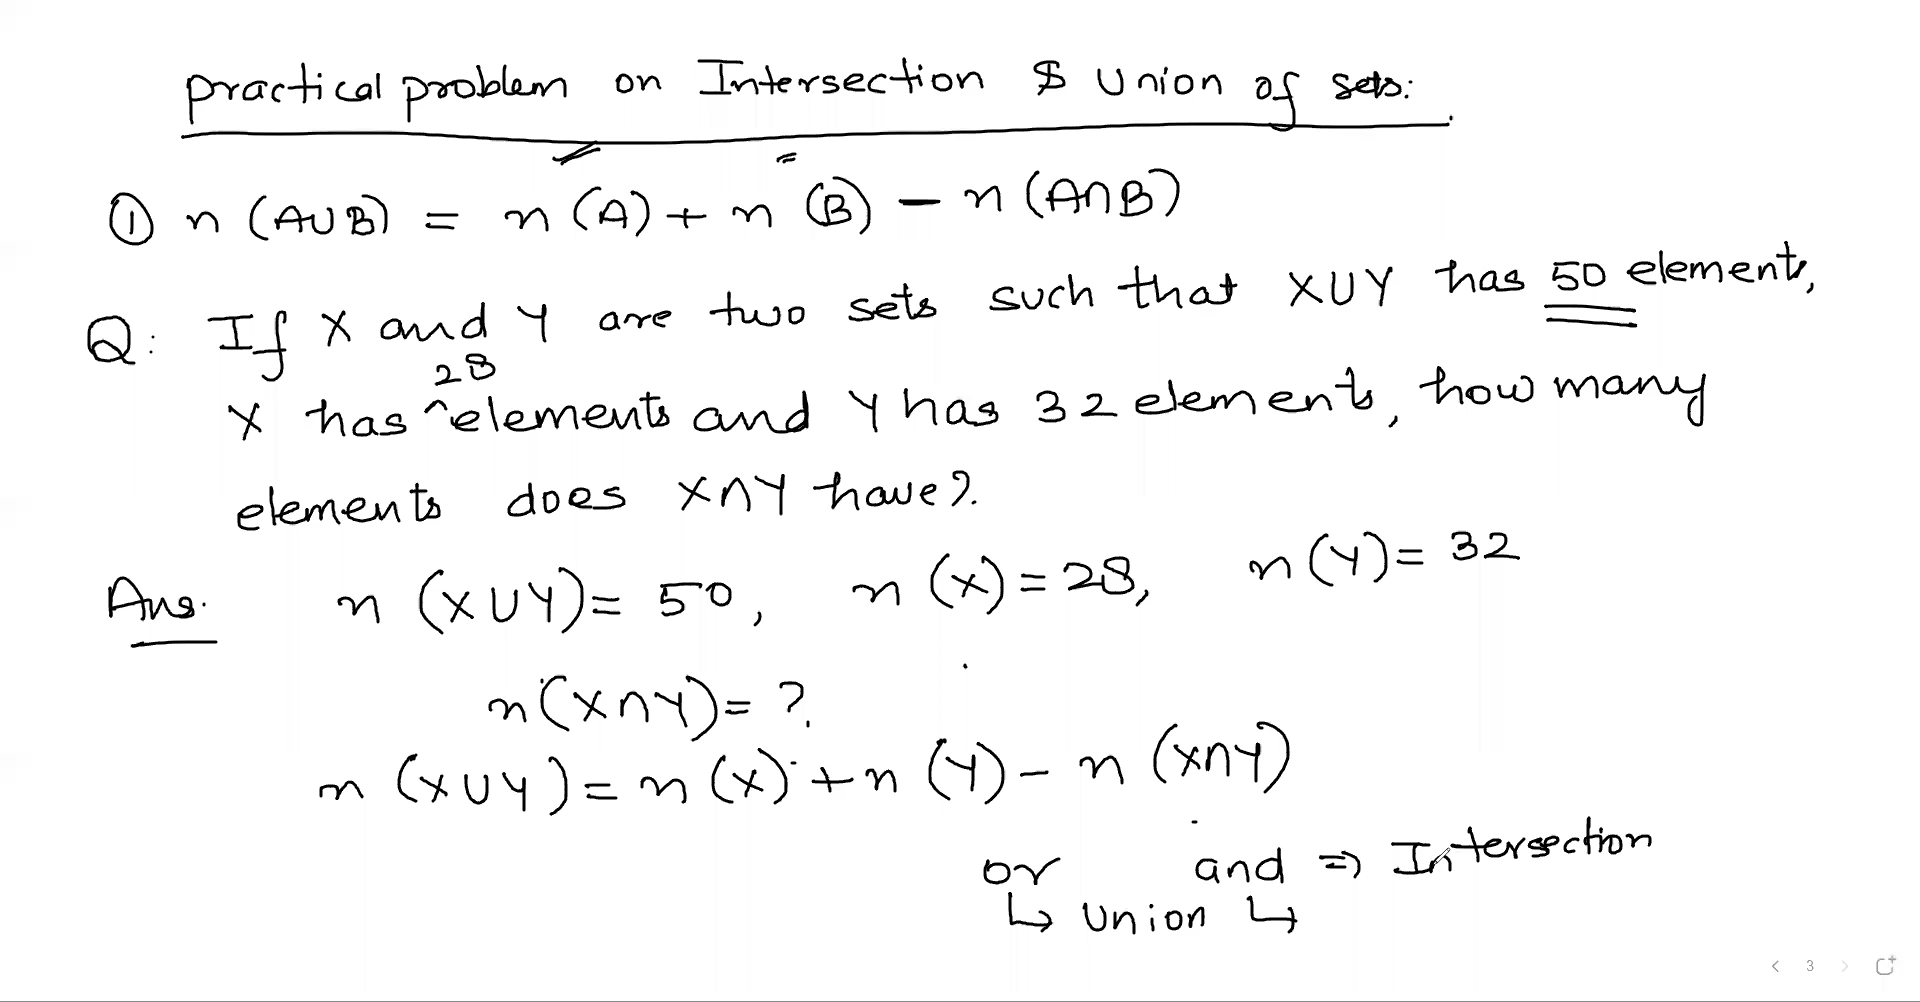 practical problem on Intersection & Union of sets:
① n (A∪B) = n (A) + n (B) - n (A∩B)
Q: If X and Y are two sets such that X∪Y has 50 elements,
28
X has ^ elements and Y has 32 elements, how many
elements does X∩Y have?
Ans. n (X∪Y) = 50, n (X) = 28, n (Y) = 32
n (X∩Y) = ?
n (X∪Y) = n (X) + n (Y) - n (X∩Y)
or and ⇒ Intersection
↳ Union ↳
3